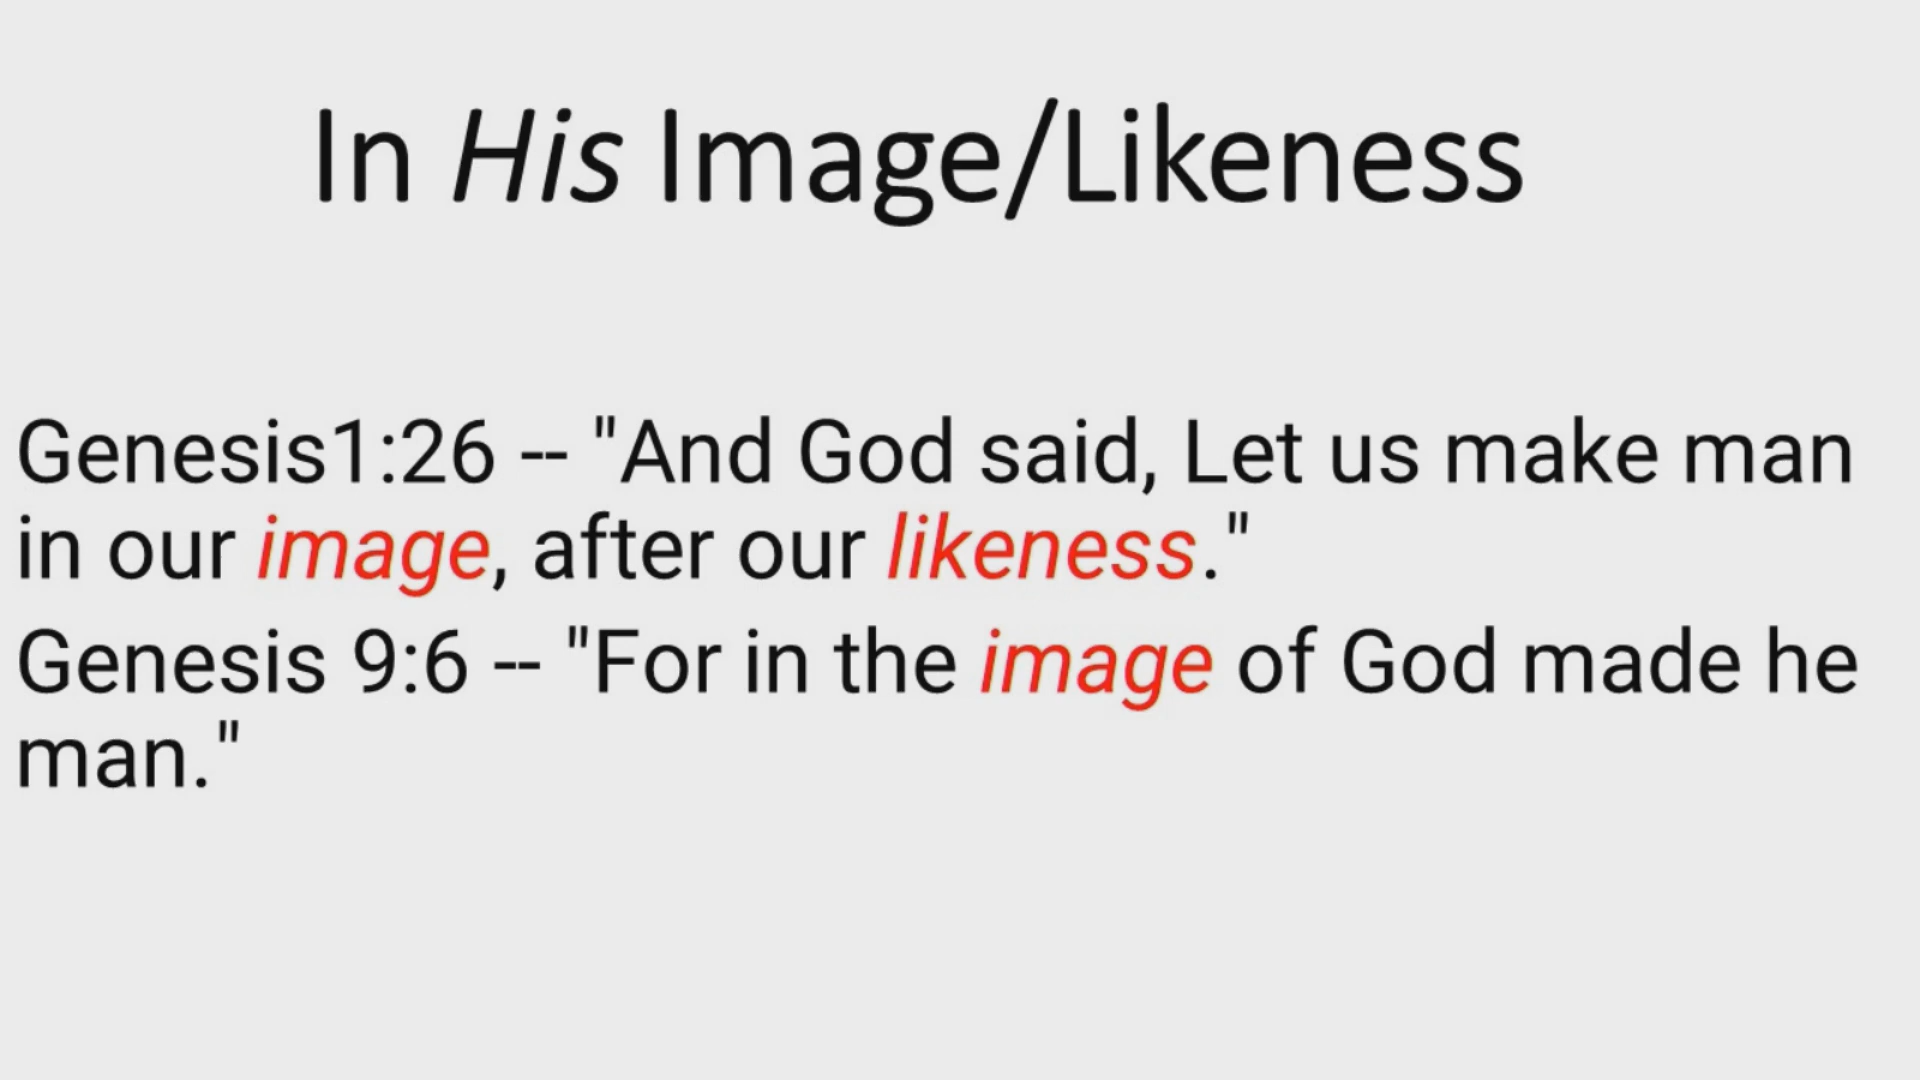 In His Image/Likeness
Genesis1:26 -- "And God said, Let us make man
in our image, after our likeness."
Genesis 9:6 -- "For in the image of God made he
man."